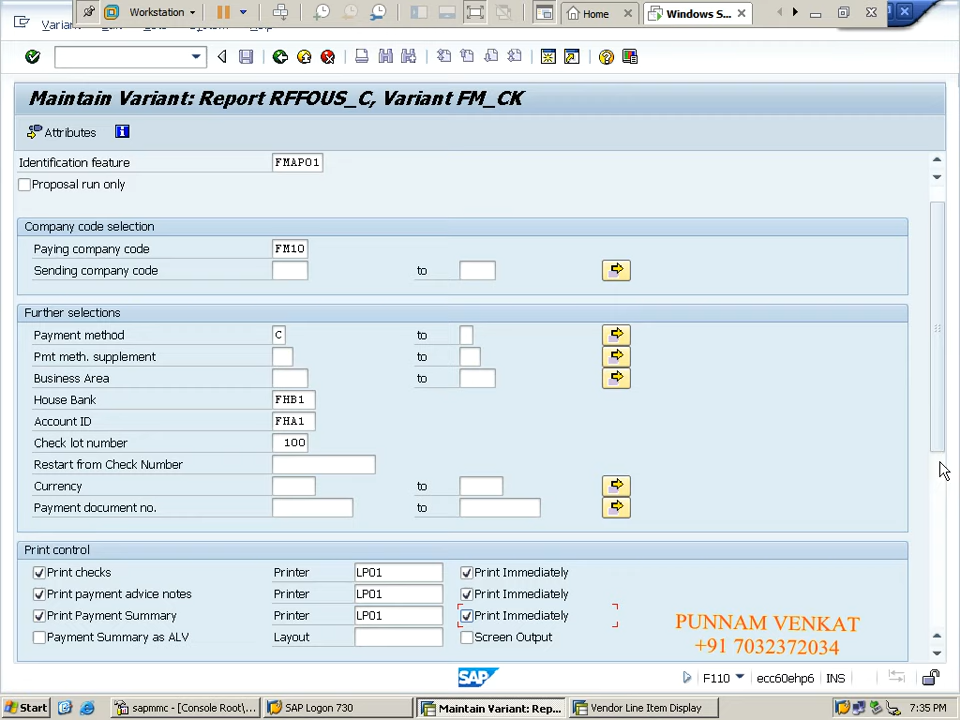 Workstation
Home
Windows S...
Maintain Variant: Report RFFOUS_C, Variant FM_CK
Attributes
Identification feature FMAP01
Proposal run only
Company code selection
Paying company code FM10
Sending company code to
Further selections
Payment method C to
Pmt meth. supplement to
Business Area to
House Bank FHB1
Account ID FHA1
Check lot number 100
Restart from Check Number
Currency to
Payment document no. to
Print control
Print checks Printer LP01 Print Immediately
Print payment advice notes Printer LP01 Print Immediately
Print Payment Summary Printer LP01 Print Immediately
Payment Summary as ALV Layout Screen Output
PUNNAM VENKAT
+91 7032372034
SAP
F110 ecc60ehp6 INS
Start sapmmc - [Console Root\... SAP Logon 730 Maintain Variant: Rep... Vendor Line Item Display 7:35 PM